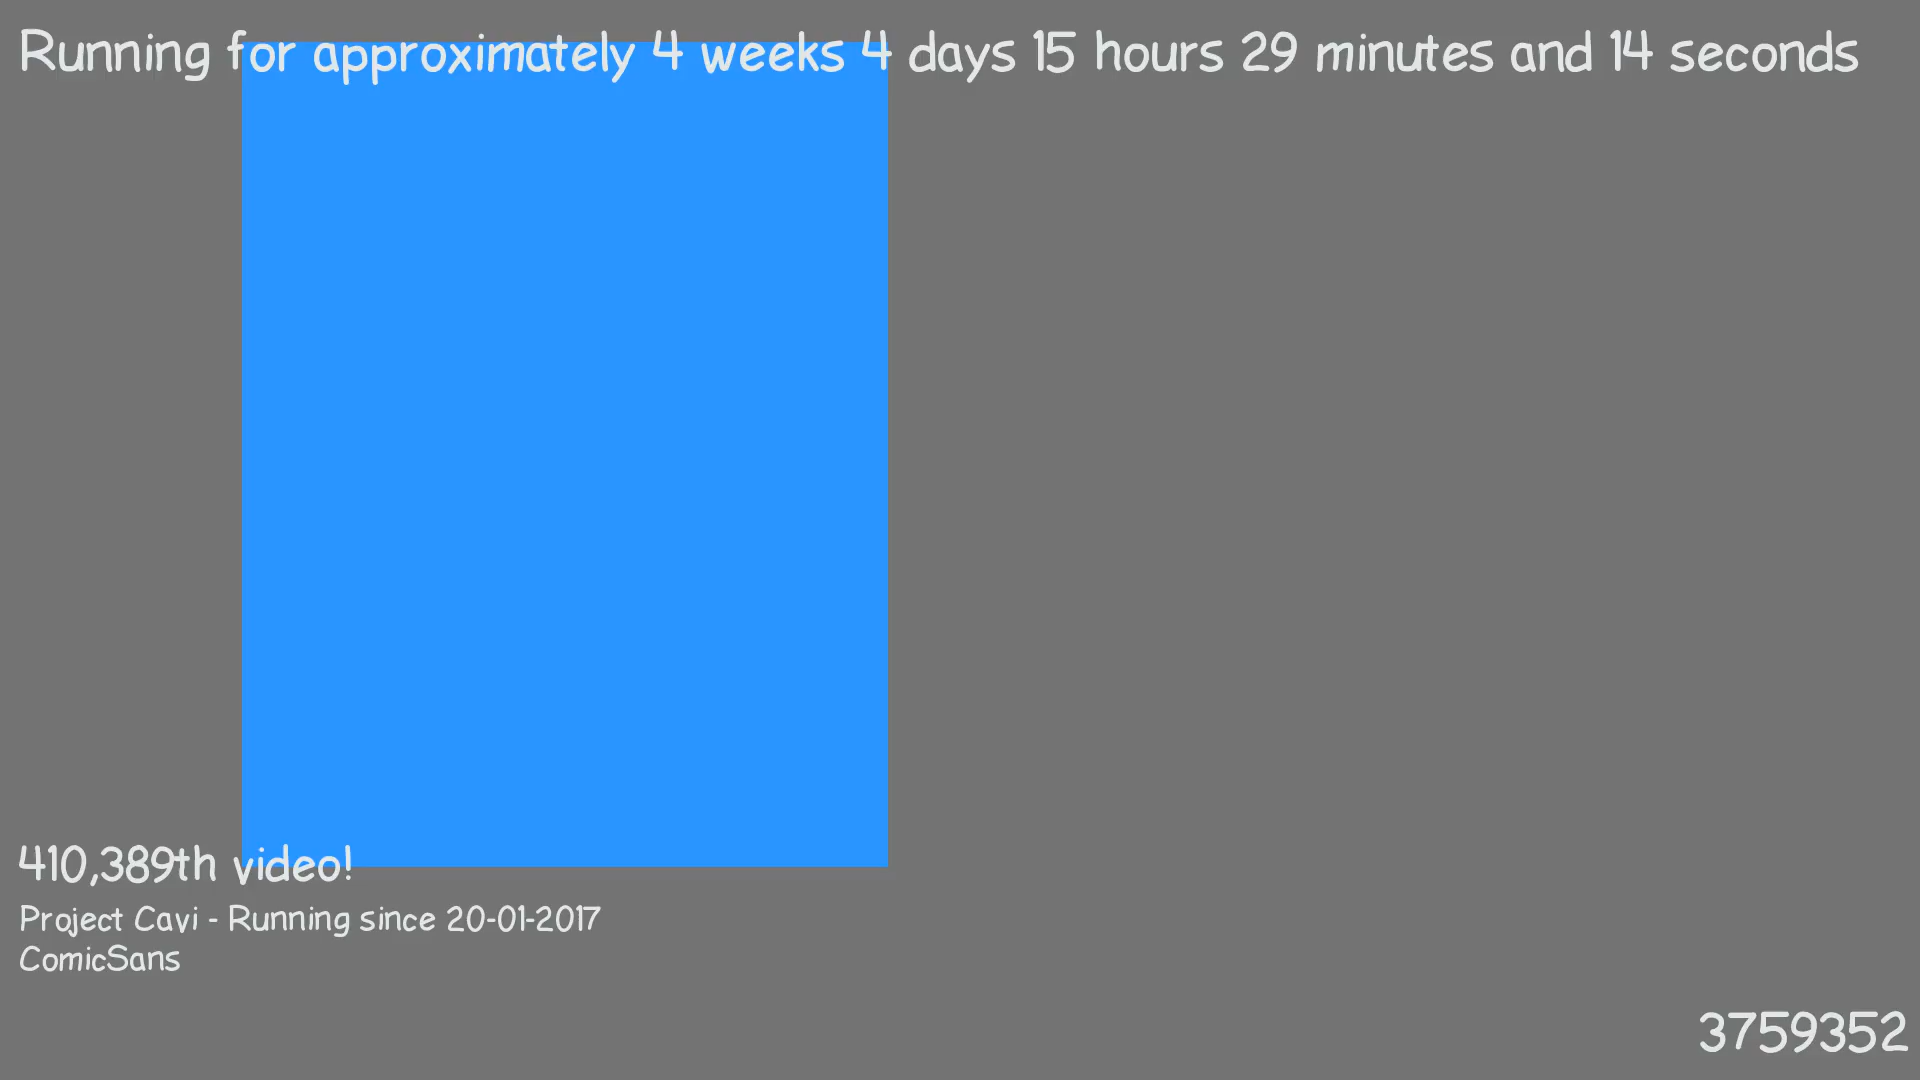 Running for approximately 4 weeks 4 days 15 hours 29 minutes and 14 seconds
410,389th video!
Project Cavi - Running since 20-01-2017
ComicSans
3759352